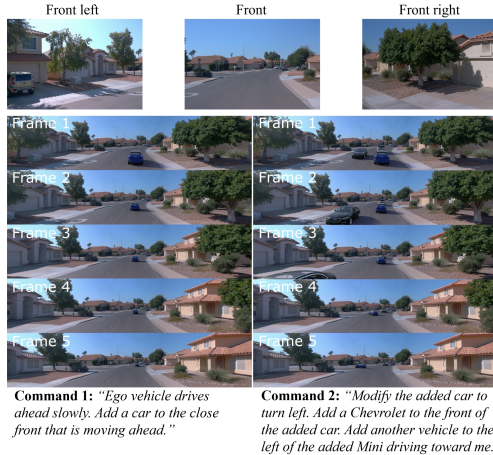 Front left
Front
Front right
Frame 1
Frame 1
Frame 2
Frame 2
Frame 3
Frame 3
Frame 4
Frame 4
Frame 5
Frame 5
Command 1: “Ego vehicle drives
ahead slowly. Add a car to the close
front that is moving ahead.”
Command 2: “Modify the added car to
turn left. Add a Chevrolet to the front of
the added car. Add another vehicle to the
left of the added Mini driving toward me.